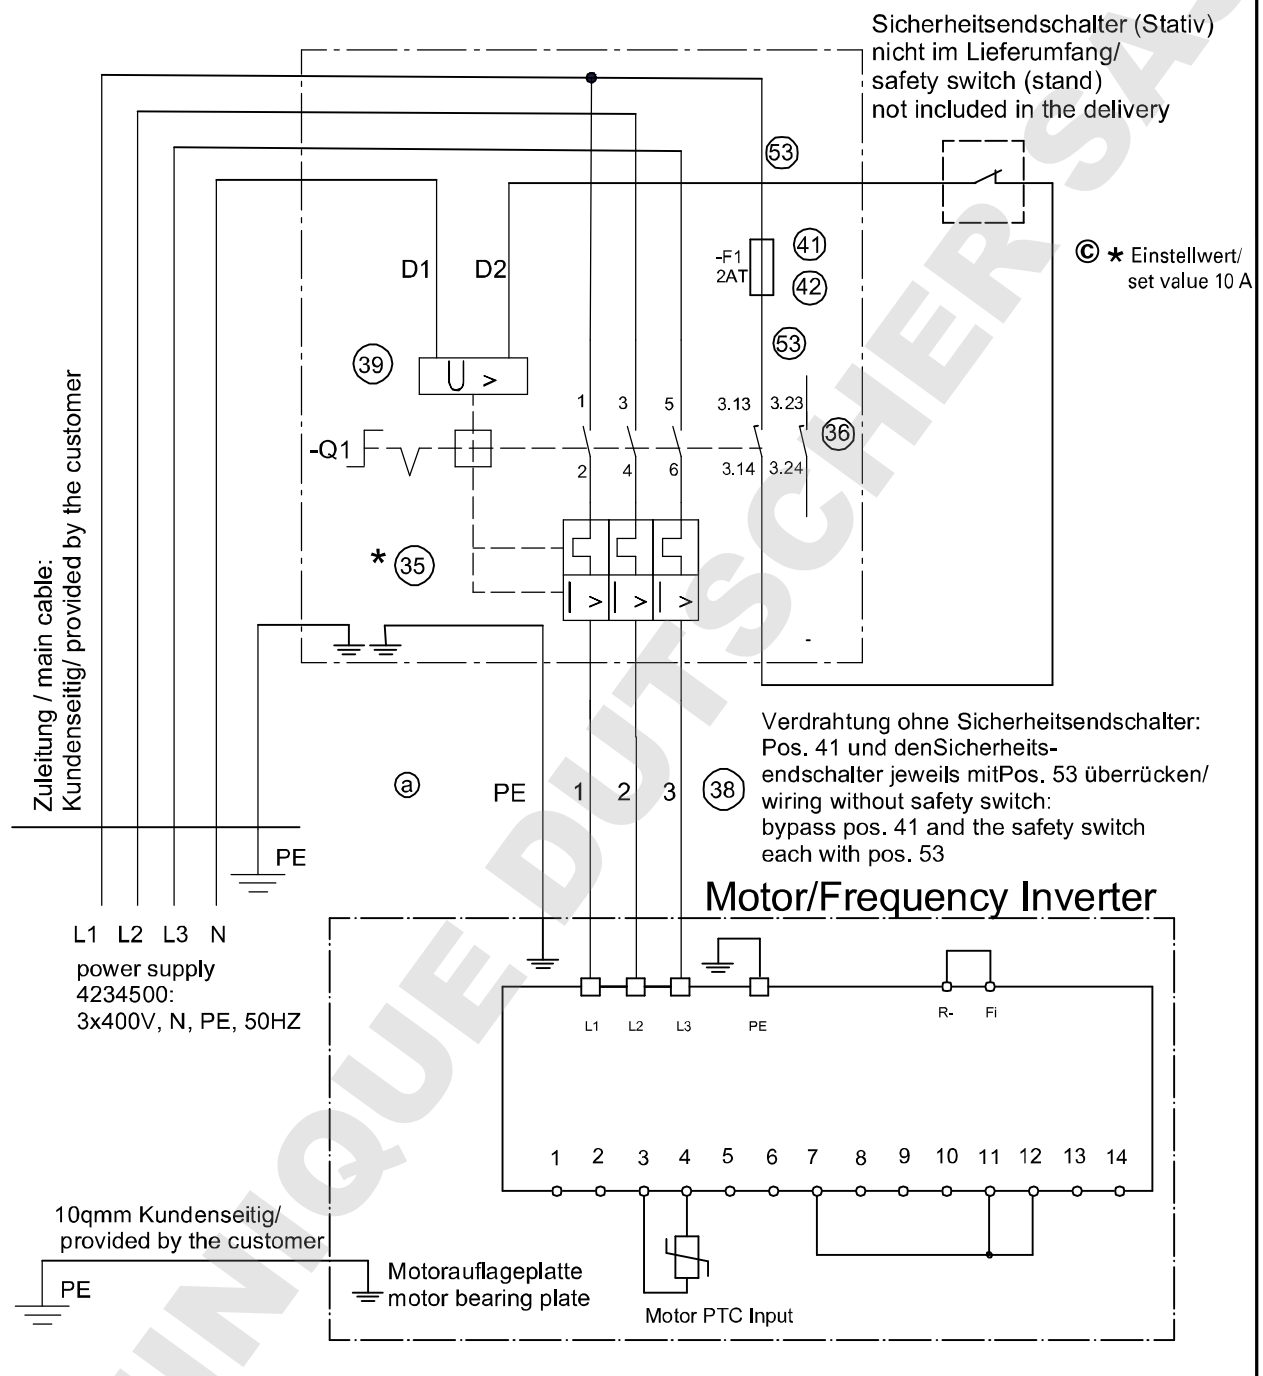 Sicherheitsendschalter (Stativ)
nicht im Lieferumfang/
safety switch (stand)
not included in the delivery
53
-F1
2AT
41
42
© * Einstellwert/
set value 10 A
D1
D2
53
39
U >
1
3
5
3.13
3.23
36
-Q1
2
4
6
3.14
3.24
* 35
I >
I >
I >
-
Zuleitung / main cable:
Kundenseitig/ provided by the customer
Verdrahtung ohne Sicherheitsendschalter:
Pos. 41 und denSicherheits-
endschalter jeweils mitPos. 53 überrücken/
wiring without safety switch:
bypass pos. 41 and the safety switch
each with pos. 53
a
PE
1
2
3
38
PE
L1 L2 L3 N
power supply
4234500:
3x400V, N, PE, 50HZ
Motor/Frequency Inverter
L1
L2
L3
PE
R-
Fi
1 2 3 4 5 6 7 8 9 10 11 12 13 14
10qmm Kundenseitig/
provided by the customer
PE
Motorauflageplatte
motor bearing plate
Motor PTC Input
DOMINIQUE DUTSCHER SAS